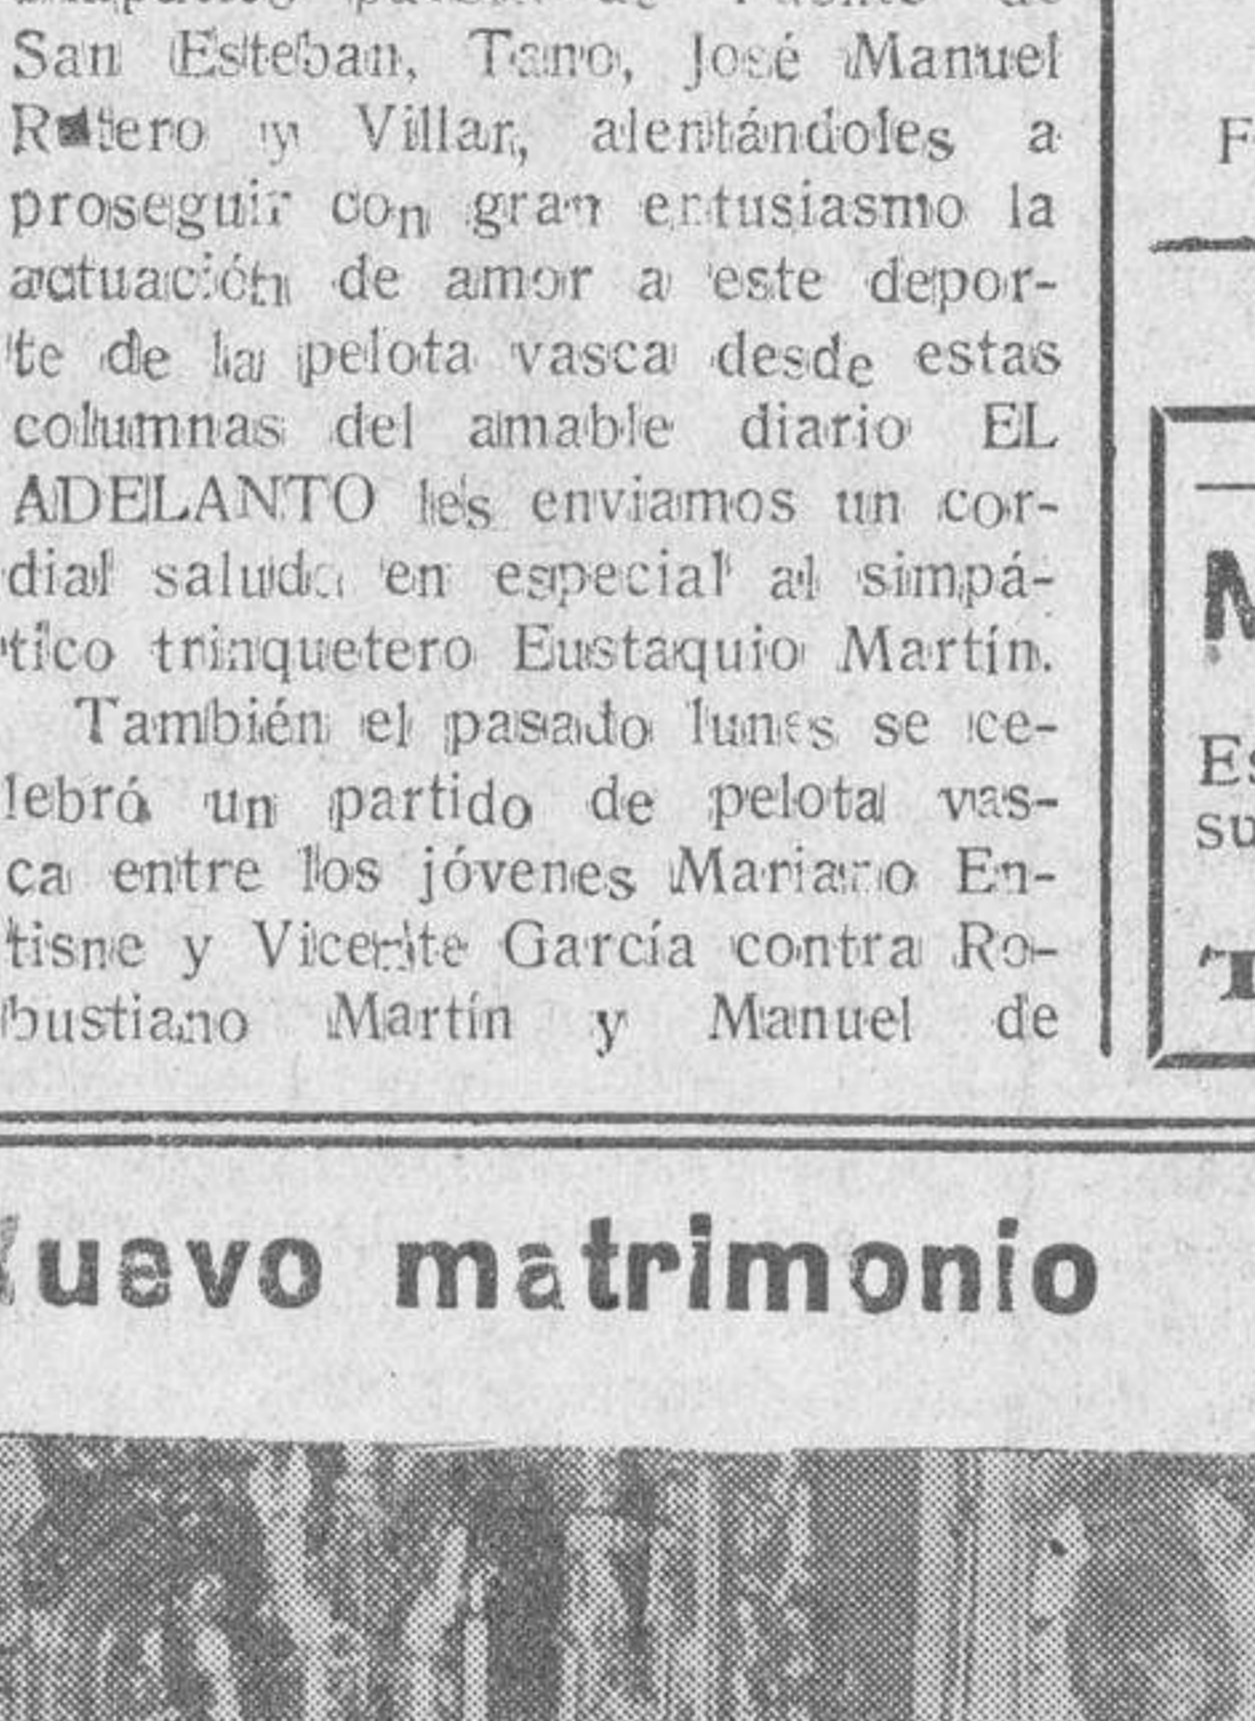 San Esteban, Tano, José Manuel
y Villar, alentándoles a
proseguir con gran entusiasmo la
actuación de amor a este depor-
te de la pelota vasca desde estas
columnas del amable diario EL
ADELANTO les enviamos un cor-
dial saludo en especial al simpá-
tico trinquetero Eustaquio Martín.
También el pasado lunes se ce-
lebró un partido de pelota vas-
ca entre los jóvenes Mariano En-
tisne y Vicente García contra Ro-
bustiano Martín y Manuel de
Nuevo matrimonio